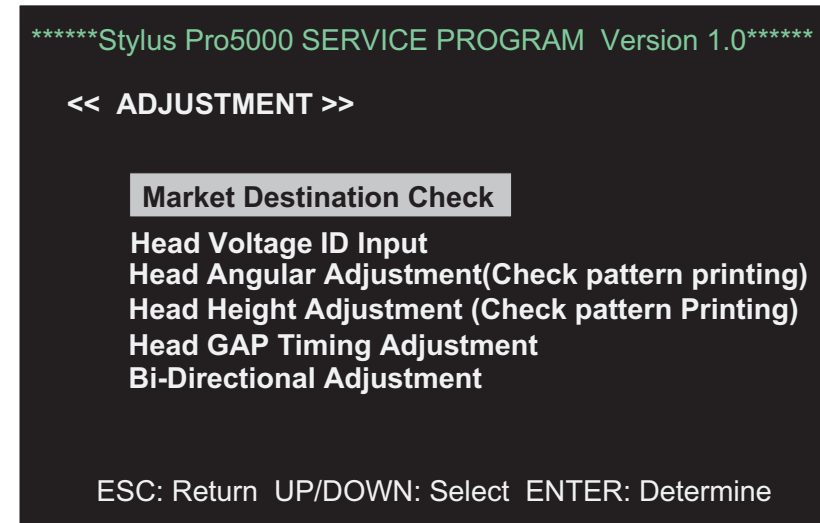 ******Stylus Pro5000 SERVICE PROGRAM Version 1.0******
<< ADJUSTMENT >>
Market Destination Check
Head Voltage ID Input
Head Angular Adjustment(Check pattern printing)
Head Height Adjustment (Check pattern Printing)
Head GAP Timing Adjustment
Bi-Directional Adjustment
ESC: Return UP/DOWN: Select ENTER: Determine